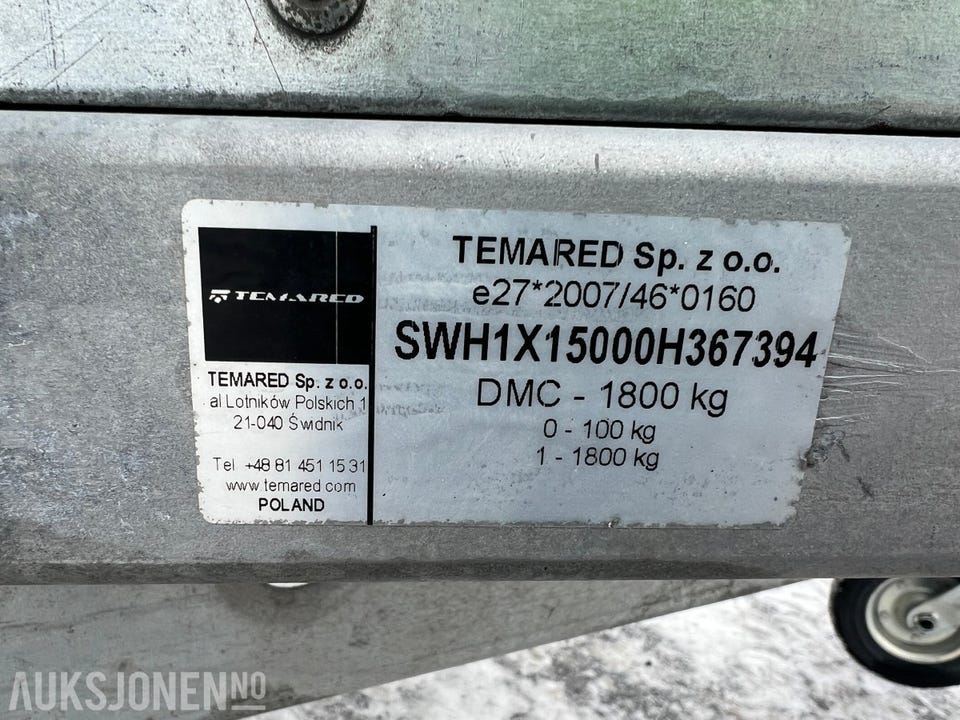 TEMARED
TEMARED Sp. z o.o.
al Lotników Polskich 1
21-040 Świdnik
Tel +48 81 451 15 31
www temared com
POLAND
TEMARED Sp. z o.o.
e27*2007/46*0160
SWH1X15000H367394
DMC - 1800 kg
0 - 100 kg
1 - 1800 kg
AUKSJONEN NO